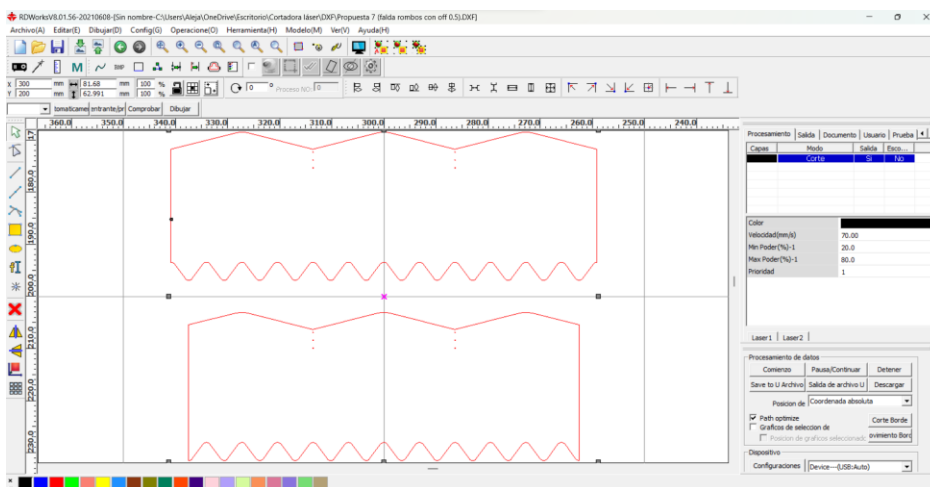 RDWorksV8.01.56-20210608-[Sin nombre-C:\Users\Aleja\OneDrive\Escritorio\Cortadora láser\DXF\Propuesta 7 (falda rombos con off 0.5).DXF]
Archivo(A) Editar(E) Dibujar(D) Config(G) Operacione(O) Herramienta(H) Modelo(M) Ver(V) Ayuda(H)
X 300 mm 81.68 mm 100 %
Y 200 mm 62.991 mm 100 %
0 ° Proceso NO: 0
tomaticame entrante/pr Comprobar Dibujar
360.0 350.0 340.0 330.0 320.0 310.0 300.0 290.0 280.0 270.0 260.0 250.0 240.0
17
180.0
190.0
200.0
210.0
220.0
230.0
Procesamiento Salida Documento Usuario Prueba
Capas Modo Salida Esco...
Corte Si No
Color
Velocidad(mm/s) 70.00
Min Poder(%)-1 20.0
Max Poder(%)-1 80.0
Prioridad 1
Laser1 Laser2
Procesamiento de datos
Comienzo Pausa/Continuar Detener
Save to U Archivo Salida de archivo U Descargar
Posicion de Coordenada absoluta
Path optimize
Graficos de seleccion de
Corte Borde
Posicion de graficos seleccionado ovimiento Bord
Dispositivo
Configuraciones Device---(USB:Auto)